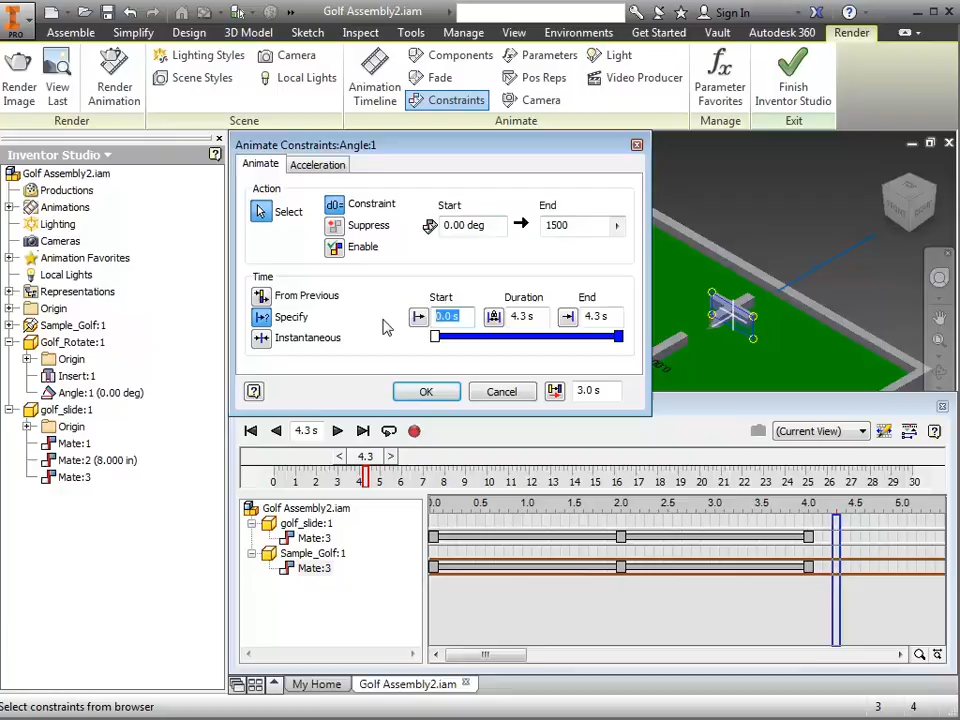 Golf Assembly2.iam
Sign In
PRO
Assemble Simplify Design 3D Model Sketch Inspect Tools Manage View Environments Get Started Vault Autodesk 360 Render
Render Image
View Last
Render Animation
Lighting Styles
Scene Styles
Camera
Local Lights
Animation Timeline
Components
Fade
Constraints
Parameters
Pos Reps
Camera
Light
Video Producer
Parameter Favorites
Finish Inventor Studio
Render Scene Animate Manage Exit
Inventor Studio
Golf Assembly2.iam
Productions
Animations
Lighting
Cameras
Animation Favorites
Local Lights
Representations
Origin
Sample_Golf:1
Golf_Rotate:1
Origin
Insert:1
Angle:1 (0.00 deg)
golf_slide:1
Origin
Mate:1
Mate:2 (8.000 in)
Mate:3
Animate Constraints:Angle:1
Animate Acceleration
Action
Select
Constraint
Suppress
Enable
Start End
0.00 deg 1500
Time
From Previous
Specify
Instantaneous
Start Duration End
0.0 s 4.3 s 4.3 s
OK Cancel 3.0 s
FRONT RIGHT
4.3 s (Current View)
< 4.3 >
0 1 2 3 4 5 6 7 8 9 10 11 12 13 14 15 16 17 18 19 20 21 22 23 24 25 26 27 28 29 30
Golf Assembly2.iam
golf_slide:1
Mate:3
Sample_Golf:1
Mate:3
0.0 0.5 1.0 1.5 2.0 2.5 3.0 3.5 4.0 4.5 5.0
My Home Golf Assembly2.iam
Select constraints from browser 3 4